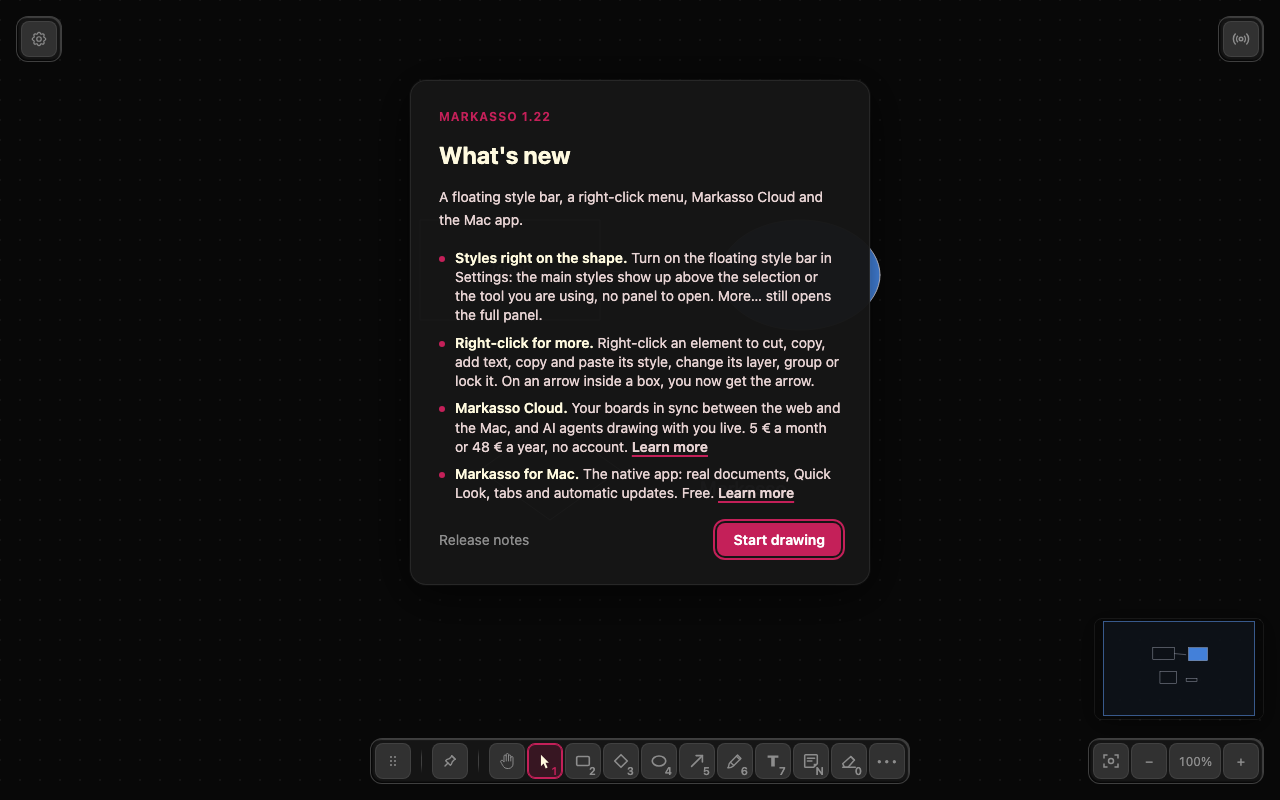 MARKASSO 1.22
What's new
A floating style bar, a right-click menu, Markasso Cloud and
the Mac app.
Styles right on the shape. Turn on the floating style bar in
Settings: the main styles show up above the selection or
the tool you are using, no panel to open. More... still opens
the full panel.
Right-click for more. Right-click an element to cut, copy,
add text, copy and paste its style, change its layer, group or
lock it. On an arrow inside a box, you now get the arrow.
Markasso Cloud. Your boards in sync between the web and
the Mac, and AI agents drawing with you live. 5 € a month
or 48 € a year, no account. Learn more
Markasso for Mac. The native app: real documents, Quick
Look, tabs and automatic updates. Free. Learn more
Release notes
Start drawing
1 2 3 4 5 6 T 7 N 0
− 100% +